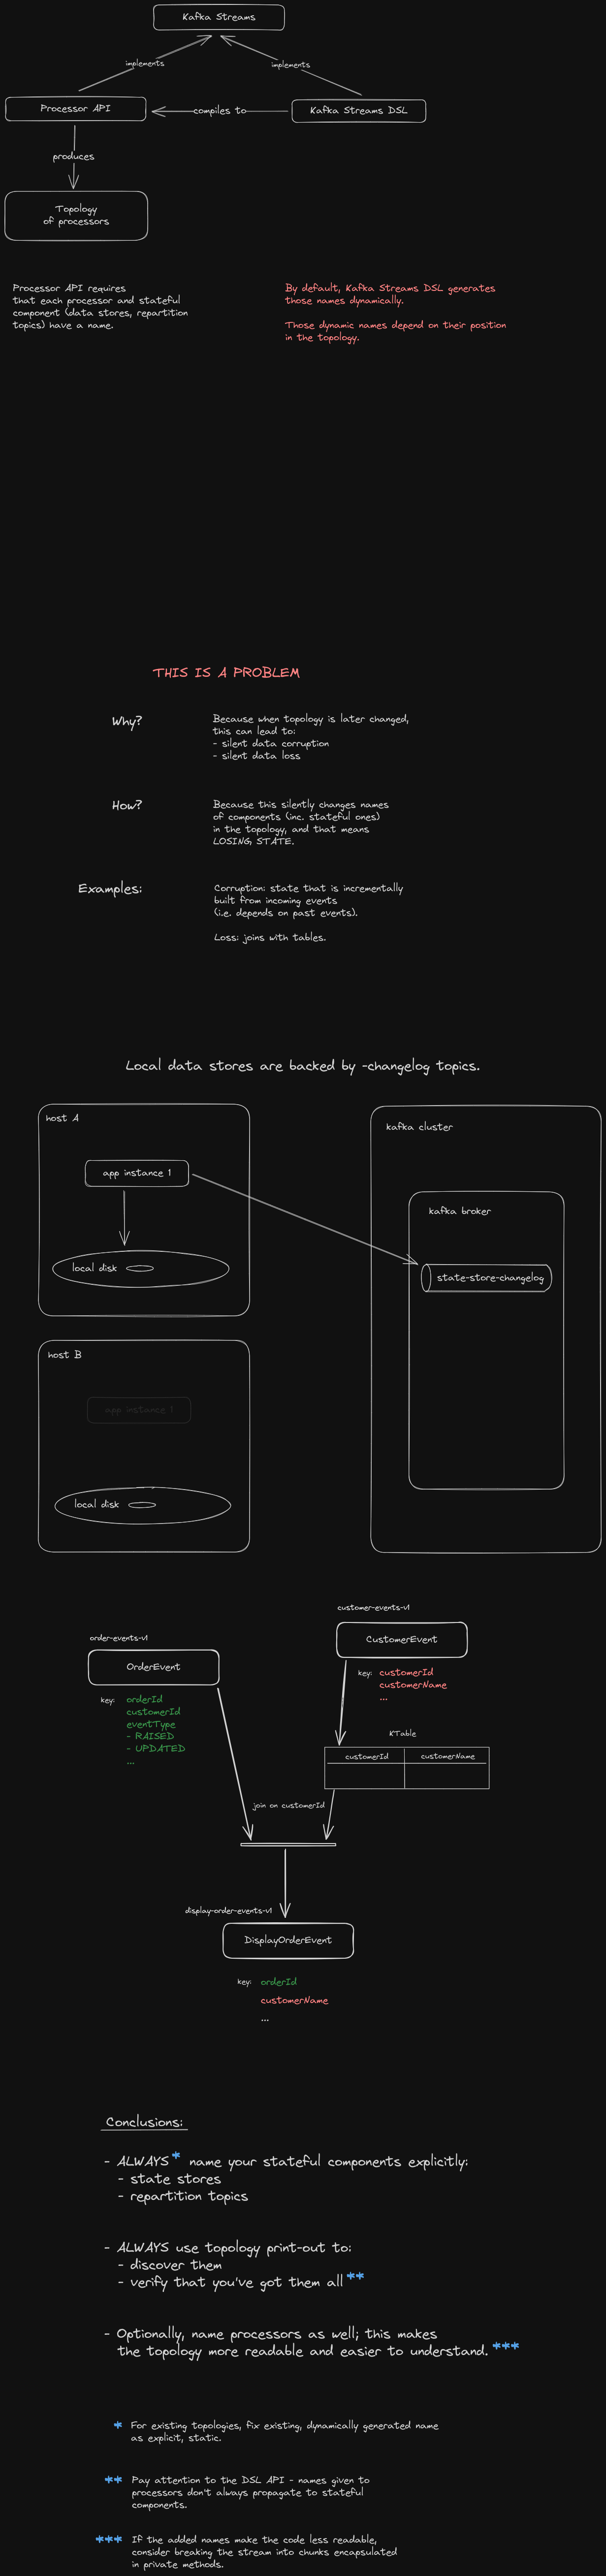 Kafka Streams
implements
implements
Processor API
compiles to
Kafka Streams DSL
produces
Topology
of processors
Processor API requires
that each processor and stateful
component (data stores, repartition
topics) have a name.
By default, Kafka Streams DSL generates
those names dynamically.
Those dynamic names depend on their position
in the topology.
THIS IS A PROBLEM
Why?
Because when topology is later changed,
this can lead to:
- silent data corruption
- silent data loss
How?
Because this silently changes names
of components (inc. stateful ones)
in the topology, and that means
LOSING STATE.
Examples:
Corruption: state that is incrementally
built from incoming events
(i.e. depends on past events).
Loss: joins with tables.
Local data stores are backed by -changelog topics.
host A
app instance 1
local disk
kafka cluster
kafka broker
state-store-changelog
host B
app instance 1
local disk
customer-events-v1
CustomerEvent
order-events-v1
OrderEvent
key: customerId
customerName
...
key: orderId
customerId
eventType
- RAISED
- UPDATED
...
KTable
customerId
customerName
join on customerId
display-order-events-v1
DisplayOrderEvent
key: orderId
customerName
...
Conclusions:
- ALWAYS* name your stateful components explicitly:
- state stores
- repartition topics
- ALWAYS use topology print-out to:
- discover them
- verify that you've got them all**
- Optionally, name processors as well; this makes
the topology more readable and easier to understand.***
* For existing topologies, fix existing, dynamically generated name
as explicit, static.
** Pay attention to the DSL API - names given to
processors don't always propagate to stateful
components.
*** If the added names make the code less readable,
consider breaking the stream into chunks encapsulated
in private methods.